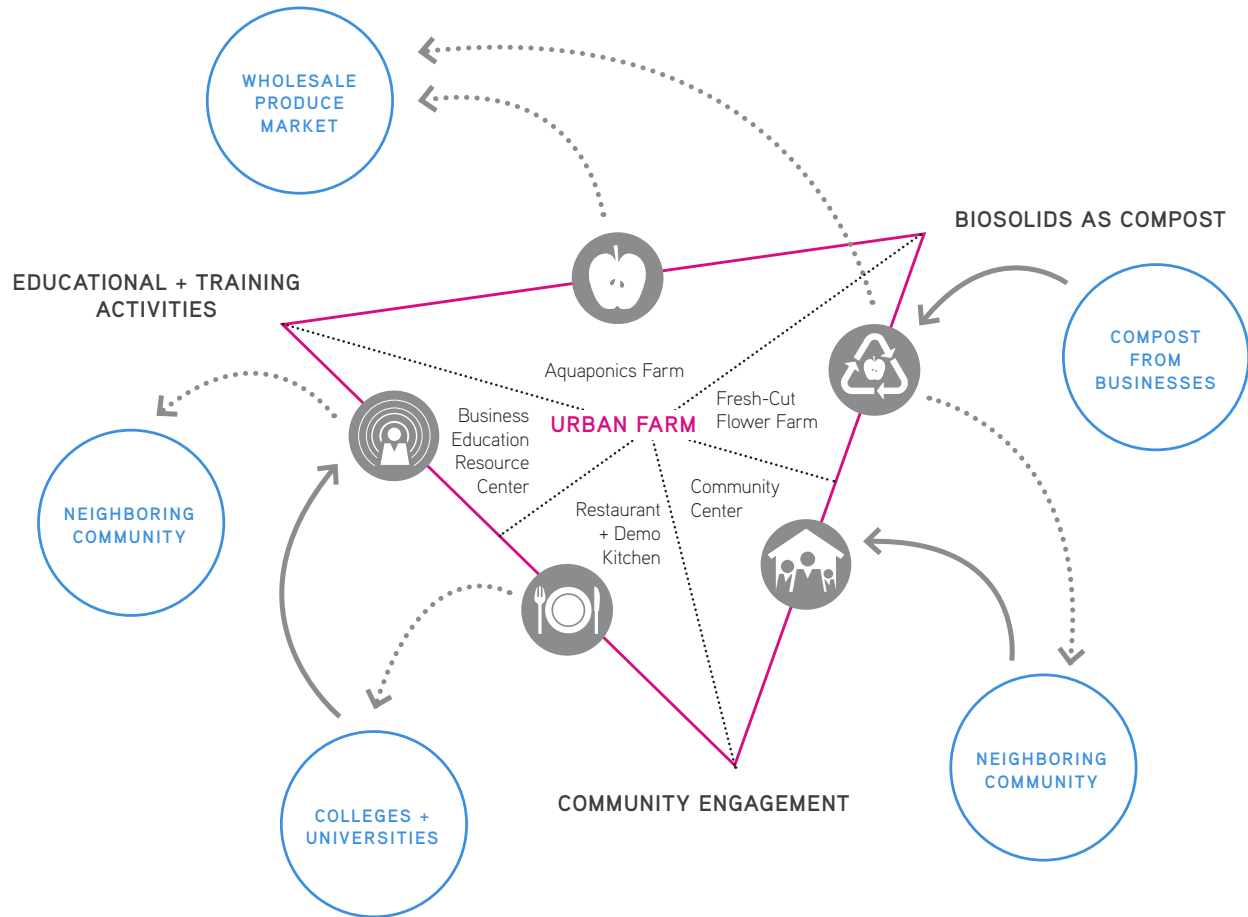 WHOLESALE
PRODUCE
MARKET
BIOSOLIDS AS COMPOST
EDUCATIONAL + TRAINING
ACTIVITIES
COMPOST
FROM
BUSINESSES
Aquaponics Farm
Fresh-Cut
Flower Farm
URBAN FARM
Business
Education
Resource
Center
Community
Center
Restaurant
+ Demo
Kitchen
NEIGHBORING
COMMUNITY
NEIGHBORING
COMMUNITY
COMMUNITY ENGAGEMENT
COLLEGES +
UNIVERSITIES